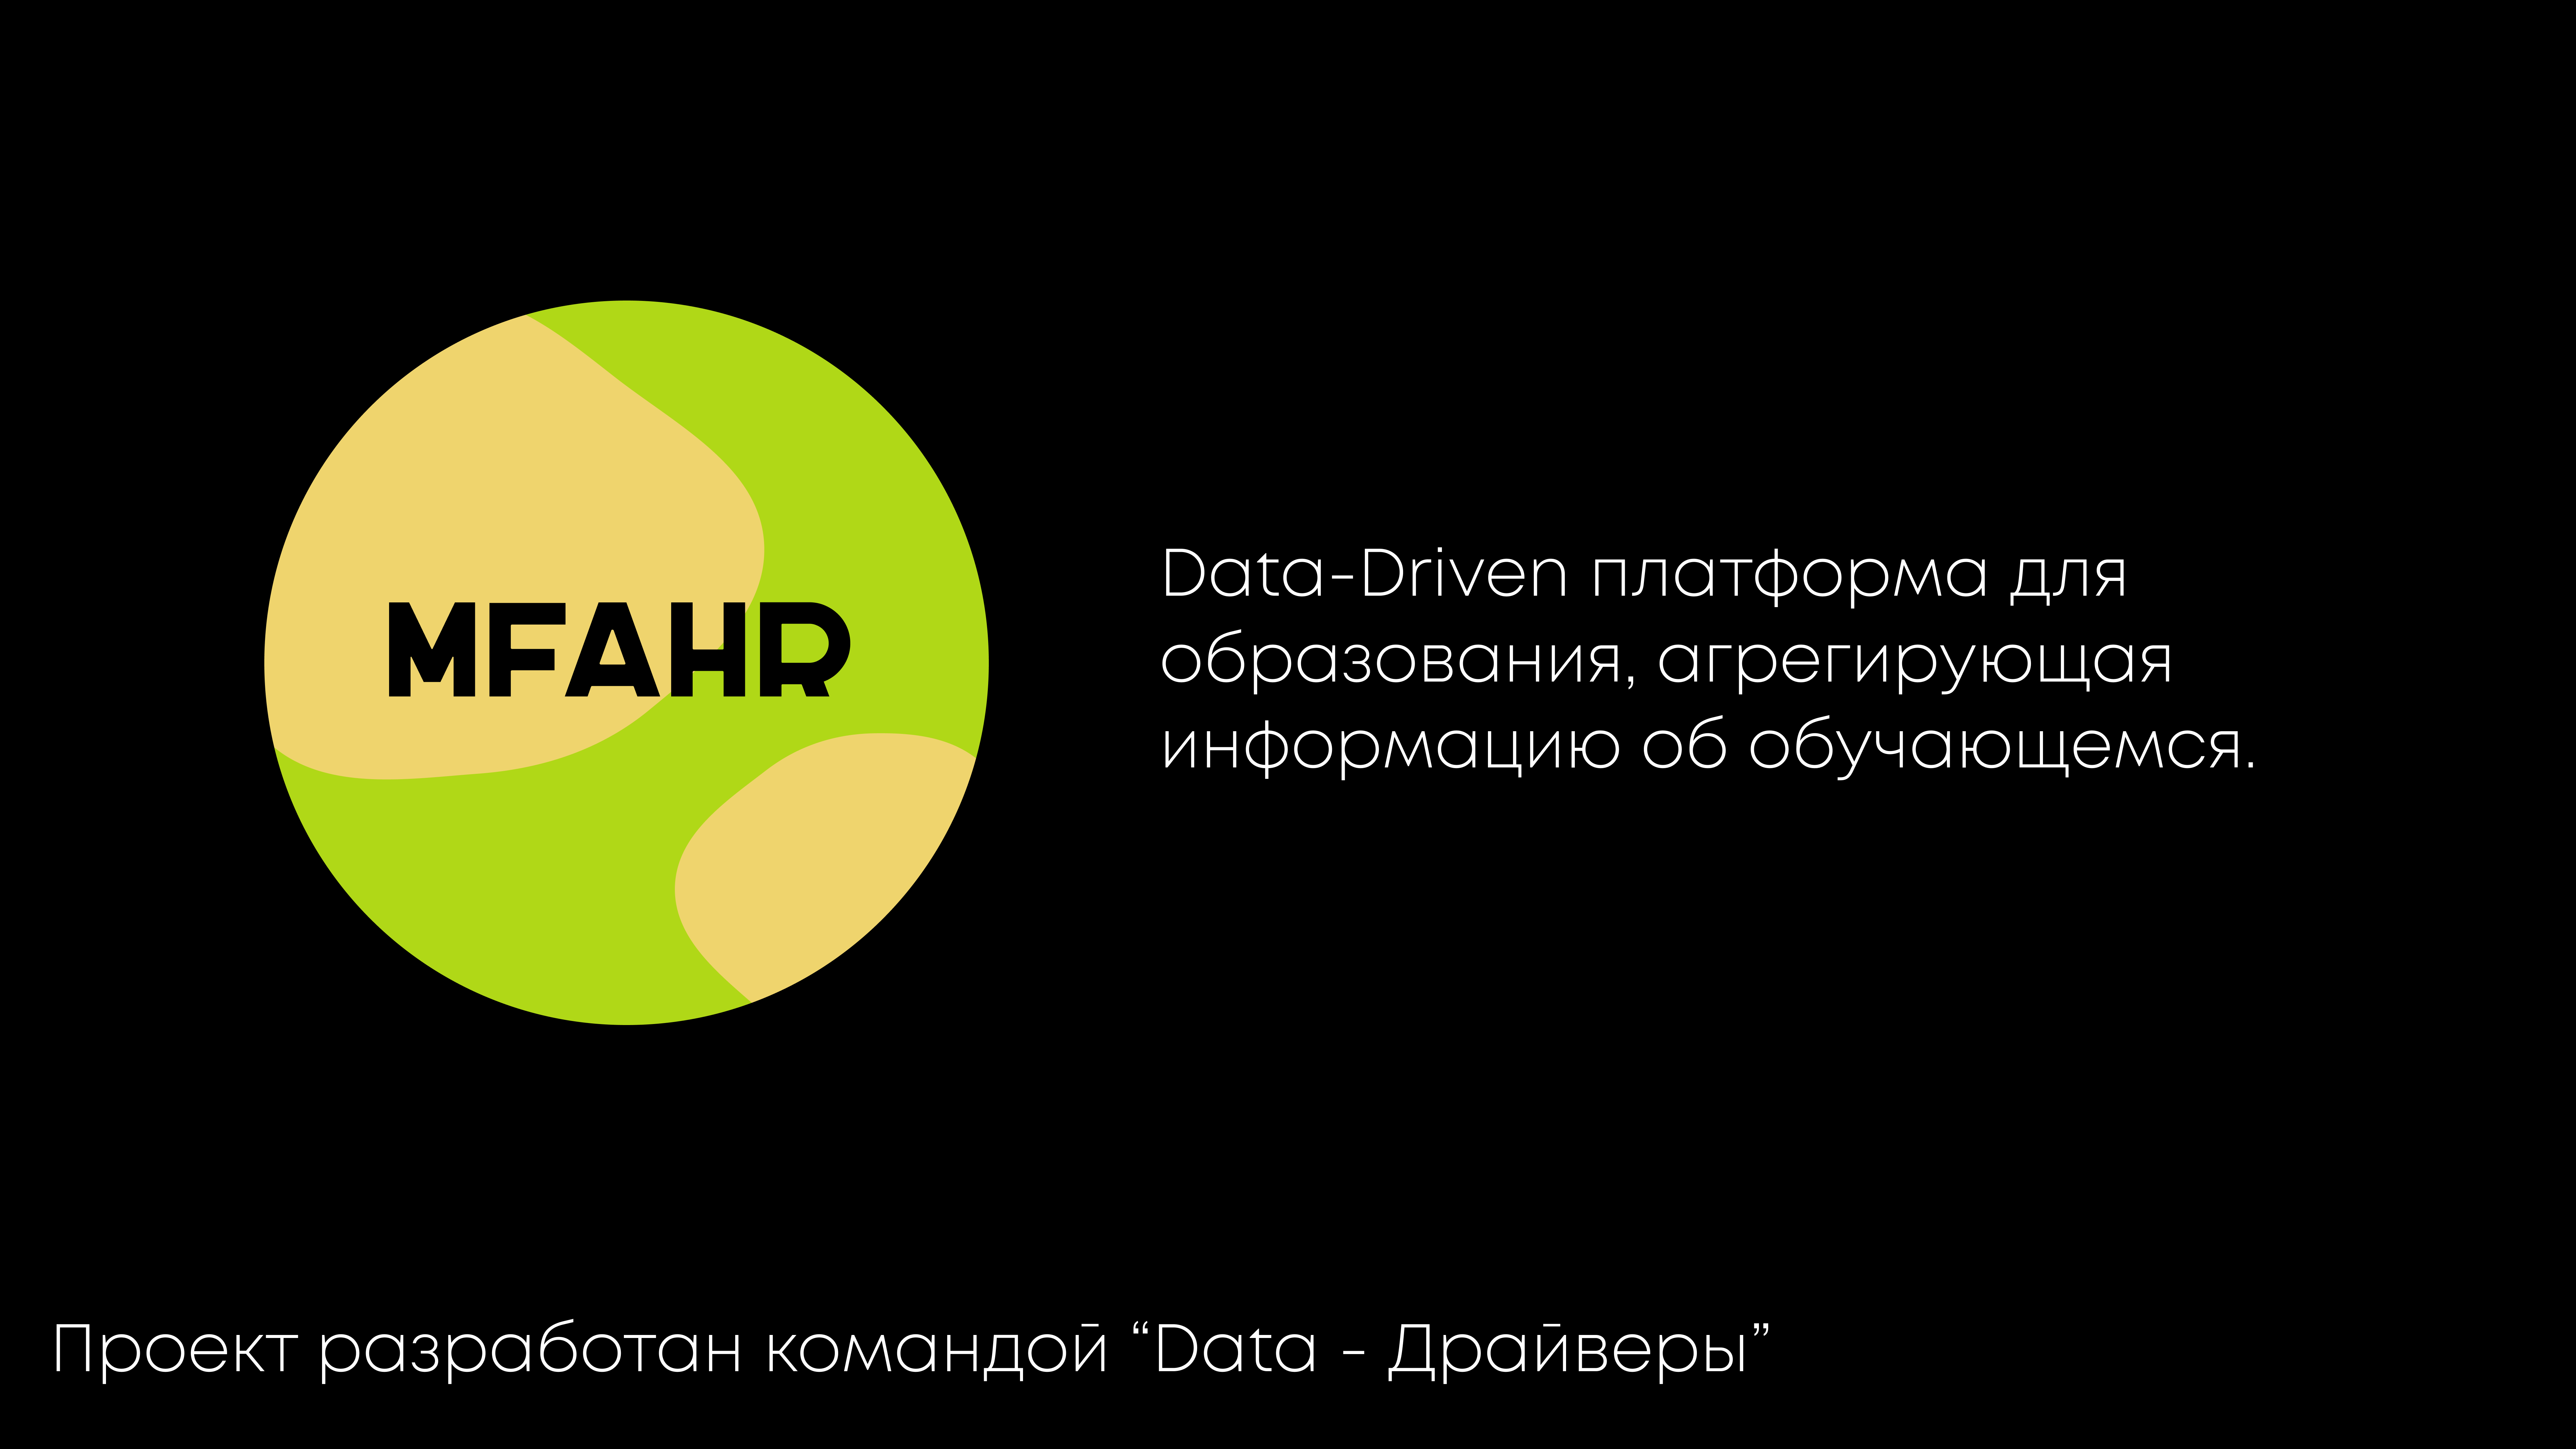 MFAHR
Data-Driven платформа для
образования, агрегирующая
информацию об обучающемся.
Проект разработан командой “Data - Драйверы”